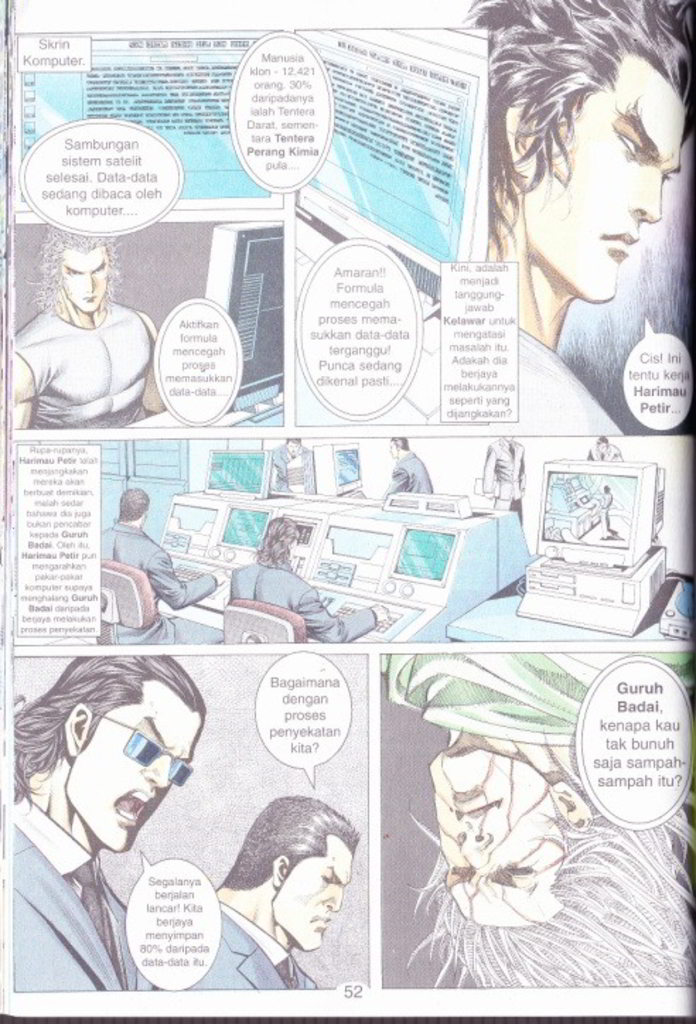 Skrin
Komputer.
Manusia
klon - 12,421
orang. 30%
daripadanya
ialah Tentera
Darat, semen-
tara Tentera
Perang Kimia
pula....
Sambungan
sistem satelit
selesai. Data-data
sedang dibaca oleh
komputer....
Aktifkan
formula
mencegah
proses
memasukkan
data-data....
Amaran!!
Formula
mencegah
proses mema-
sukkan data-data
terganggu!
Punca sedang
dikenal pasti....
Kini, adalah
menjadi
tanggung-
jawab
Kelawar untuk
mengatasi
masalah itu.
Adakah dia
berjaya
melakukannya
seperti yang
dijangkakan?
Cis! Ini
tentu kerja
Harimau
Petir...
Rupa-rupanya,
Harimau Petir telah
menjangkakan
mereka akan
berbuat demikian,
malah dia juga
bukan pencabar
Guruh
Badai. Oleh itu,
Harimau Petir pun
mengarahkan
pakar-pakar
komputer supaya
menghalang Guruh
Badai daripada
berjaya menjalani
proses penyekatan.
Bagaimana
dengan
proses
penyekatan
kita?
Segalanya
berjalan
lancar! Kita
berjaya
menyimpan
80% daripada
data-data itu.
Guruh
Badai,
kenapa kau
tak bunuh
saja sampah-
sampah itu?
52